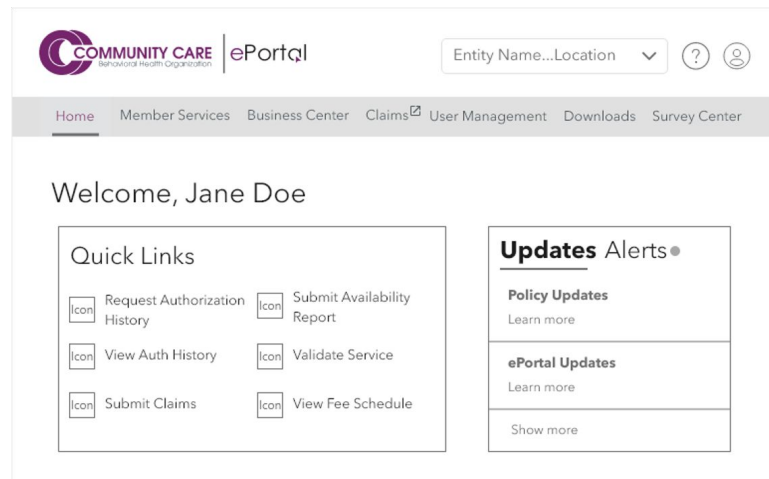 COMMUNITY CARE
Behavioral Health Organization
ePortal
Entity Name...Location
?
Home Member Services Business Center Claims User Management Downloads Survey Center
Welcome, Jane Doe
Quick Links
Icon Request Authorization History
Icon Submit Availability Report
Icon View Auth History
Icon Validate Service
Icon Submit Claims
Icon View Fee Schedule
Updates Alerts
Policy Updates
Learn more
ePortal Updates
Learn more
Show more